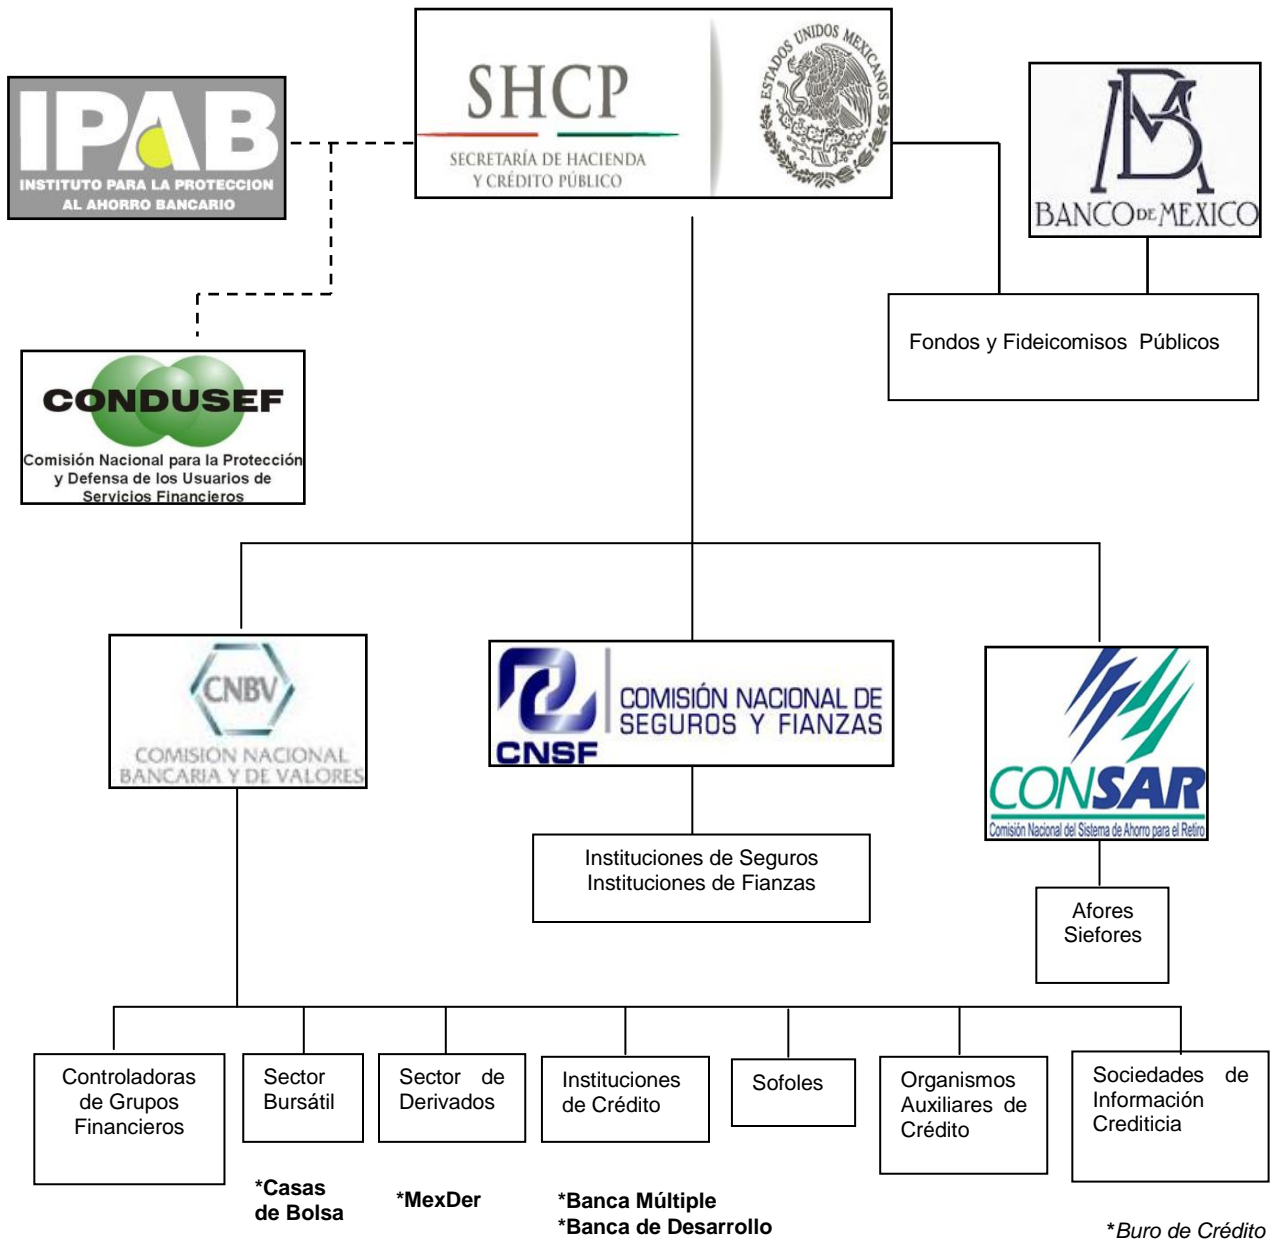 SHCP
SECRETARÍA DE HACIENDA
Y CRÉDITO PÚBLICO
ESTADOS UNIDOS MEXICANOS
IPAB
INSTITUTO PARA LA PROTECCION
AL AHORRO BANCARIO
BM
BANCO DE MEXICO
Fondos y Fideicomisos Públicos
CONDUSEF
Comisión Nacional para la Protección
y Defensa de los Usuarios de
Servicios Financieros
CNBV
COMISION NACIONAL
BANCARIA Y DE VALORES
CNSF
COMISIÓN NACIONAL DE
SEGUROS Y FIANZAS
CONSAR
Comisión Nacional del Sistema de Ahorro para el Retiro
Instituciones de Seguros
Instituciones de Fianzas
Afores
Siefores
Controladoras
de Grupos
Financieros
Sector
Bursátil
Sector de
Derivados
Instituciones
de Crédito
Sofoles
Organismos
Auxiliares de
Crédito
Sociedades de
Información
Crediticia
*Casas
de Bolsa
*MexDer
*Banca Múltiple
*Banca de Desarrollo
*Buro de Crédito